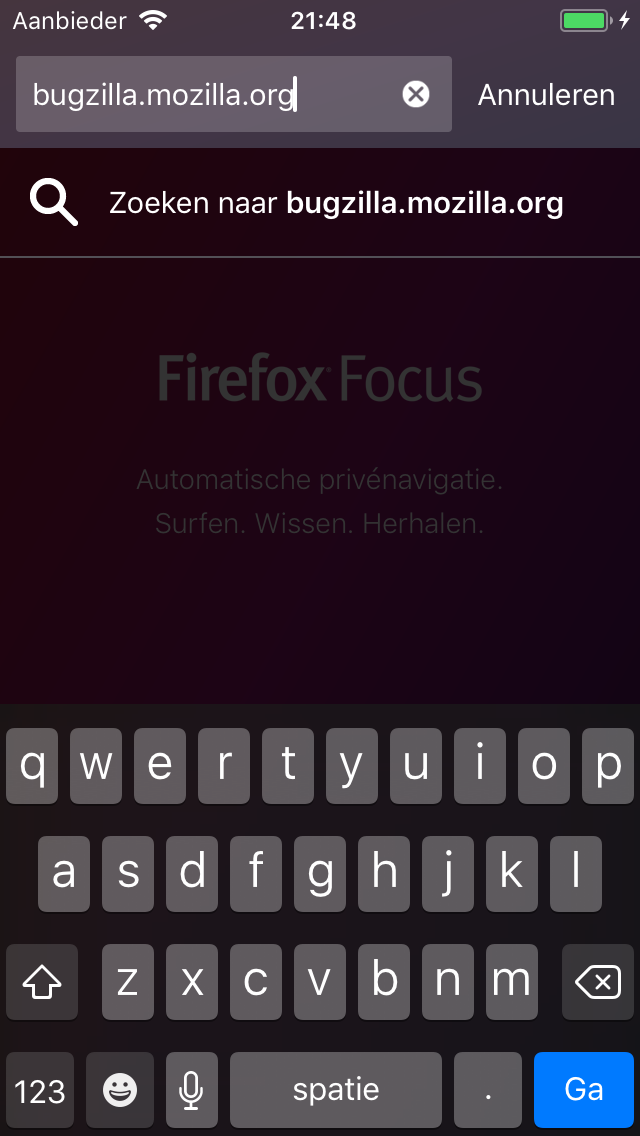 Aanbieder 21:48
bugzilla.mozilla.org Annuleren
Zoeken naar bugzilla.mozilla.org
Firefox Focus
Automatische privénavigatie.
Surfen. Wissen. Herhalen.
q w e r t y u i o p
a s d f g h j k l
z x c v b n m
123 spatie . Ga